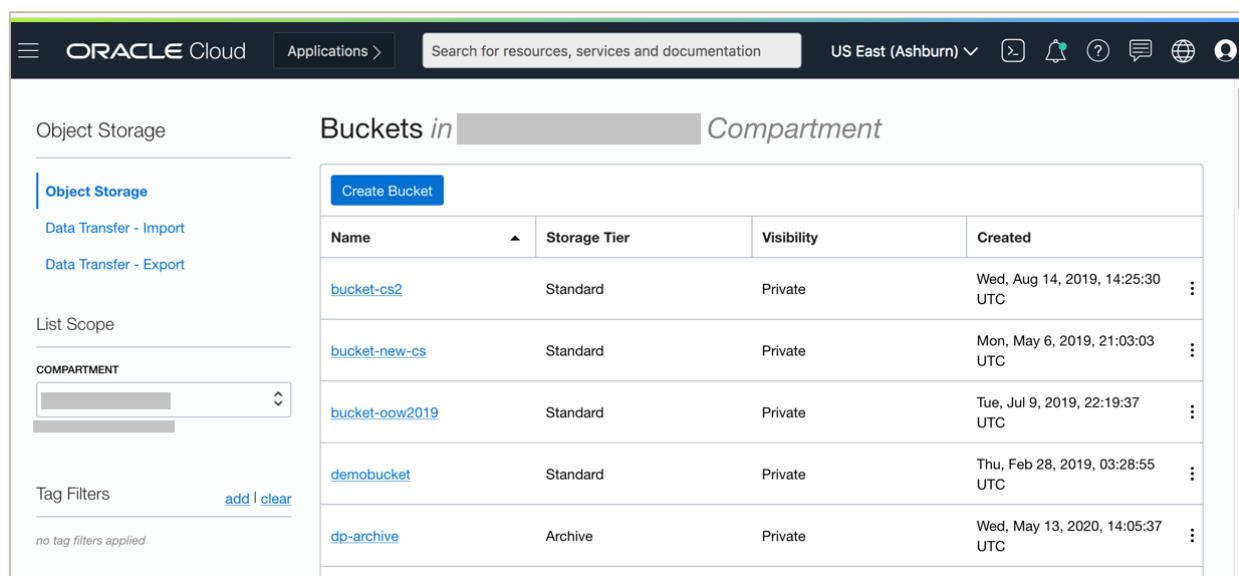 ORACLE Cloud
Applications >
Search for resources, services and documentation
US East (Ashburn)
Object Storage
Object Storage
Data Transfer - Import
Data Transfer - Export
List Scope
COMPARTMENT
Tag Filters
add | clear
no tag filters applied
Buckets in Compartment
Create Bucket
Name Storage Tier Visibility Created
bucket-cs2 Standard Private Wed, Aug 14, 2019, 14:25:30
UTC
bucket-new-cs Standard Private Mon, May 6, 2019, 21:03:03
UTC
bucket-oow2019 Standard Private Tue, Jul 9, 2019, 22:19:37
UTC
demobucket Standard Private Thu, Feb 28, 2019, 03:28:55
UTC
dp-archive Archive Private Wed, May 13, 2020, 14:05:37
UTC